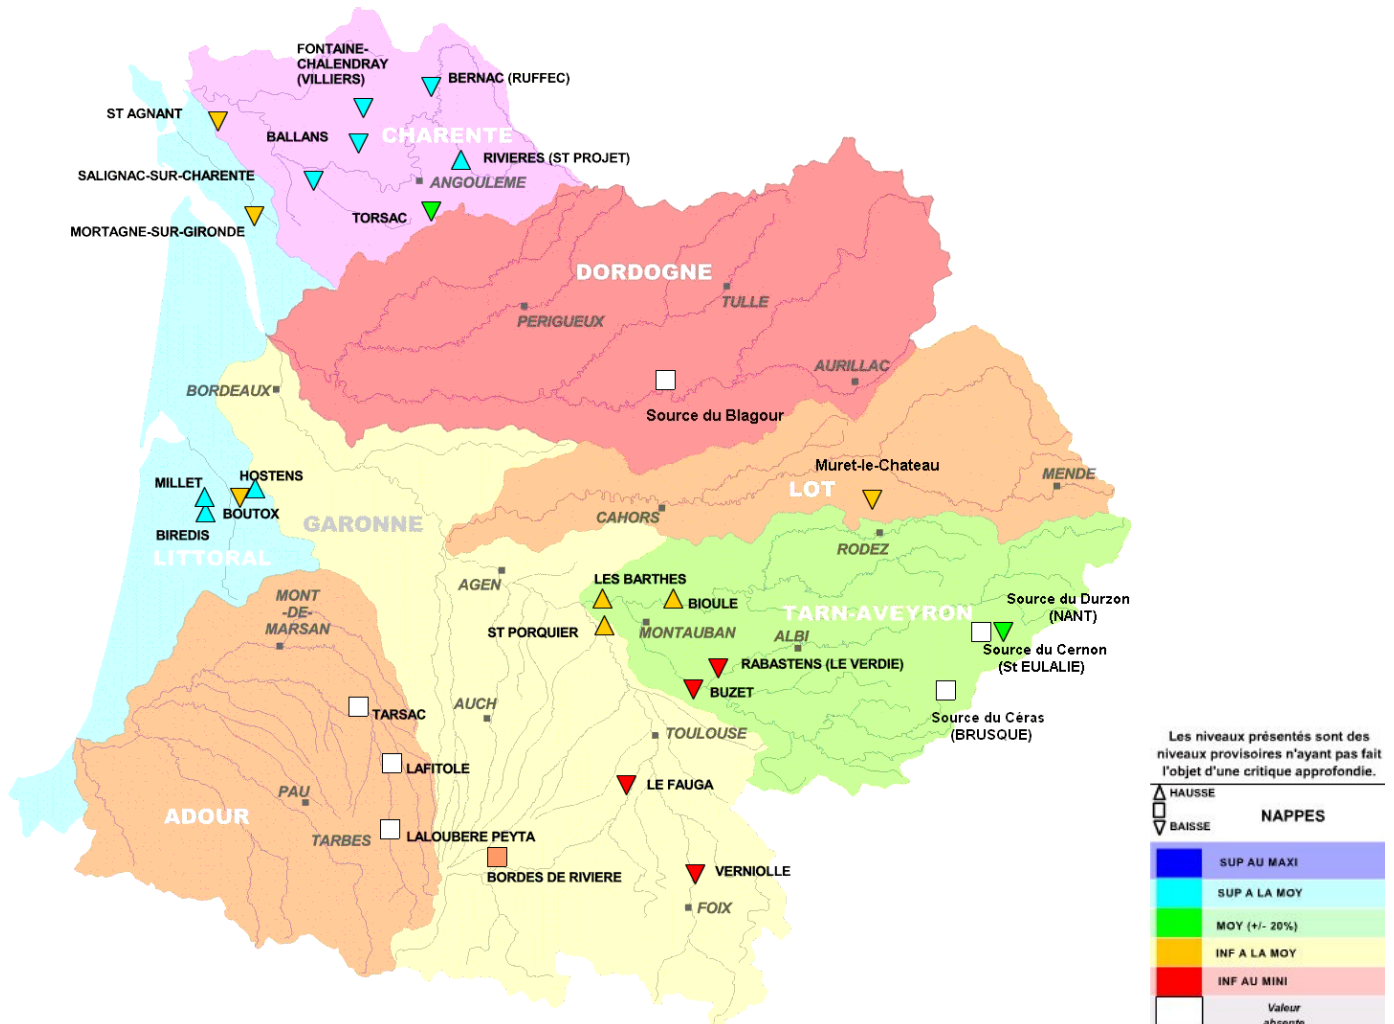 FONTAINE-
CHALENDRAY
(VILLIERS)
BERNAC (RUFFEC)
ST AGNANT
BALLANS
CHARENTE
RIVIERES (ST PROJET)
SALIGNAC-SUR-CHARENTE
ANGOULEME
TORSAC
MORTAGNE-SUR-GIRONDE
DORDOGNE
TULLE
PERIGUEUX
AURILLAC
BORDEAUX
Source du Blagour
Muret-le-Chateau
MENDE
HOSTENS
MILLET
LOT
BOUTOX
CAHORS
GARONNE
BIREDIS
RODEZ
LITTORAL
AGEN
LES BARTHES
MONT
-DE-
MARSAN
BIOULE
TARN-AVEYRON
Source du Durzon
(NANT)
ST PORQUIER
MONTAUBAN
ALBI
Source du Cernon
(St EULALIE)
RABASTENS (LE VERDIE)
BUZET
AUCH
TARSAC
Source du Céras
(BRUSQUE)
TOULOUSE
LAFITOLE
LE FAUGA
PAU
ADOUR
TARBES
LALOUBERE PEYTA
BORDES DE RIVIERE
VERNIOLLE
FOIX
Les niveaux présentés sont des
niveaux provisoires n'ayant pas fait
l'objet d'une critique approfondie.
HAUSSE
NAPPES
BAISSE
SUP AU MAXI
SUP A LA MOY
MOY (+/- 20%)
INF A LA MOY
INF AU MINI
Valeur
absente